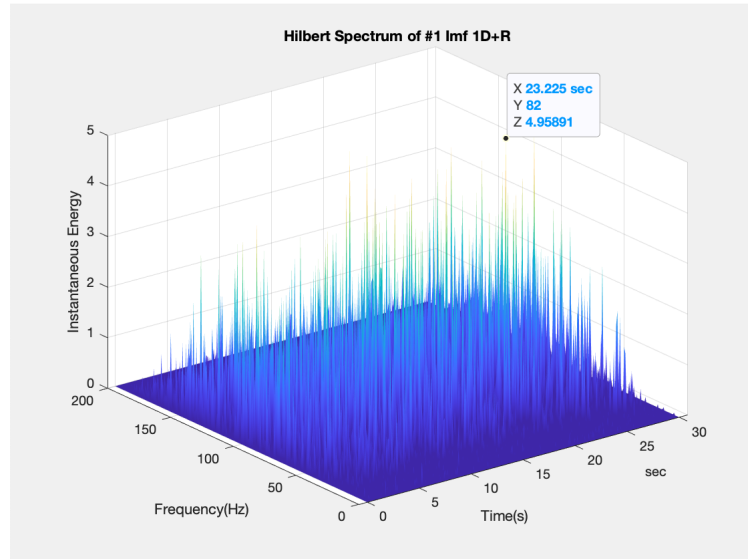 Hilbert Spectrum of #1 Imf 1D+R
X 23.225 sec
Y 82
Z 4.95891
5
4
3
2
1
0
Instantaneous Energy
200
150
100
50
0
Frequency(Hz)
0
5
10
15
20
25
30
sec
Time(s)